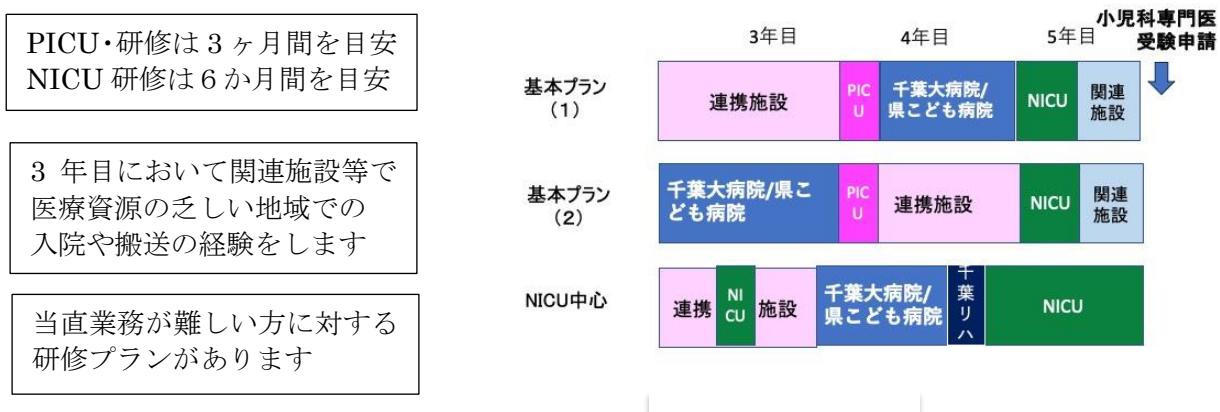 PICU・研修は3ヶ月間を目安
NICU 研修は6か月間を目安
3 年目において関連施設等で
医療資源の乏しい地域での
入院や搬送の経験をします
当直業務が難しい方に対する
研修プランがあります
小児科専門医
受験申請
3年目
4年目
5年目
基本プラン
(1)
連携施設
PIC
U
千葉大病院/
県こども病院
NICU
関連
施設
基本プラン
(2)
千葉大病院/県こ
ども病院
PIC
U
連携施設
NICU
関連
施設
NICU中心
連携
NI
CU
施設
千葉大病院/
県こども病院
千
葉
リ
ハ
NICU